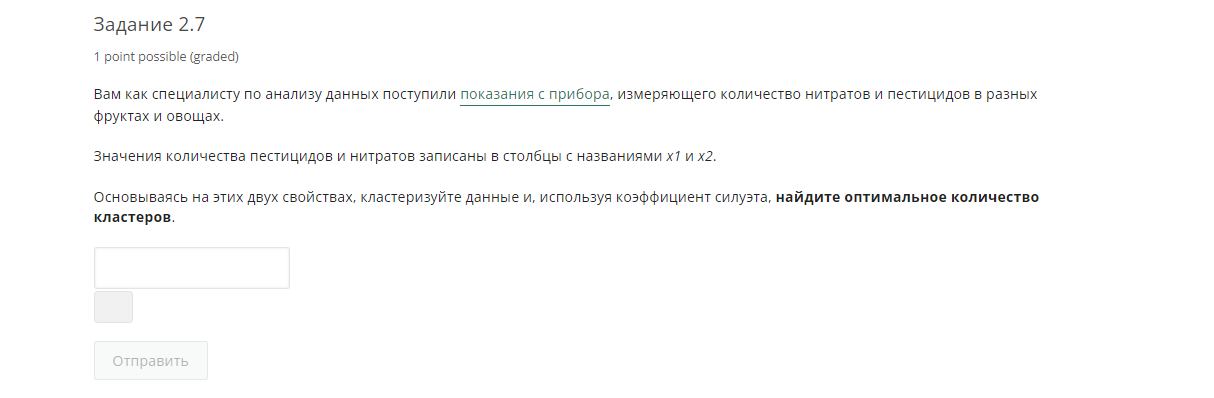 Задание 2.7
1 point possible (graded)
Вам как специалисту по анализу данных поступили показания с прибора, измеряющего количество нитратов и пестицидов в разных
фруктах и овощах.
Значения количества пестицидов и нитратов записаны в столбцы с названиями x1 и x2.
Основываясь на этих двух свойствах, кластеризуйте данные и, используя коэффициент силуэта, найдите оптимальное количество
кластеров.
Отправить